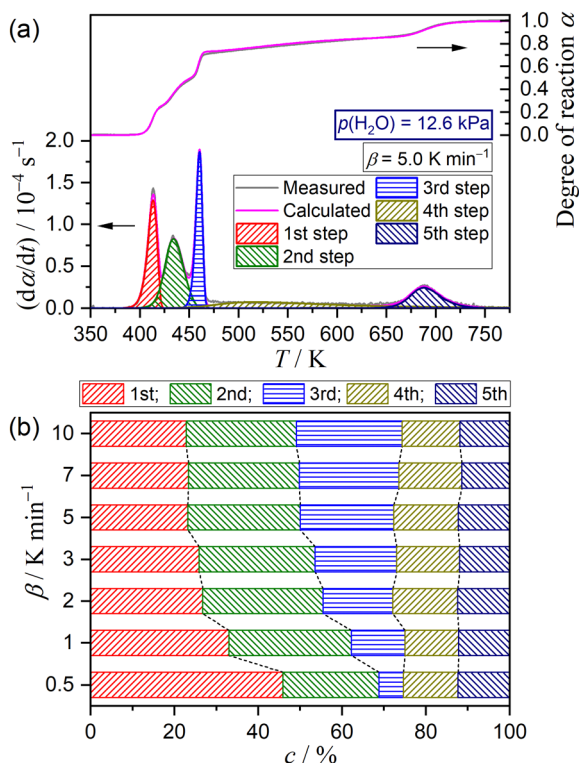 (a)
Degree of reaction α
1.0
0.8
0.6
0.4
0.2
0.0
p(H₂O) = 12.6 kPa
β = 5.0 K min⁻¹
Measured
Calculated
1st step
2nd step
3rd step
4th step
5th step
(dα/dt) / 10⁻⁴ s⁻¹
2.0
1.5
1.0
0.5
0.0
350 400 450 500 550 600 650 700 750
T / K
1st; 2nd; 3rd; 4th; 5th
(b)
β / K min⁻¹
10
7
5
3
2
1
0.5
0 20 40 60 80 100
c / %